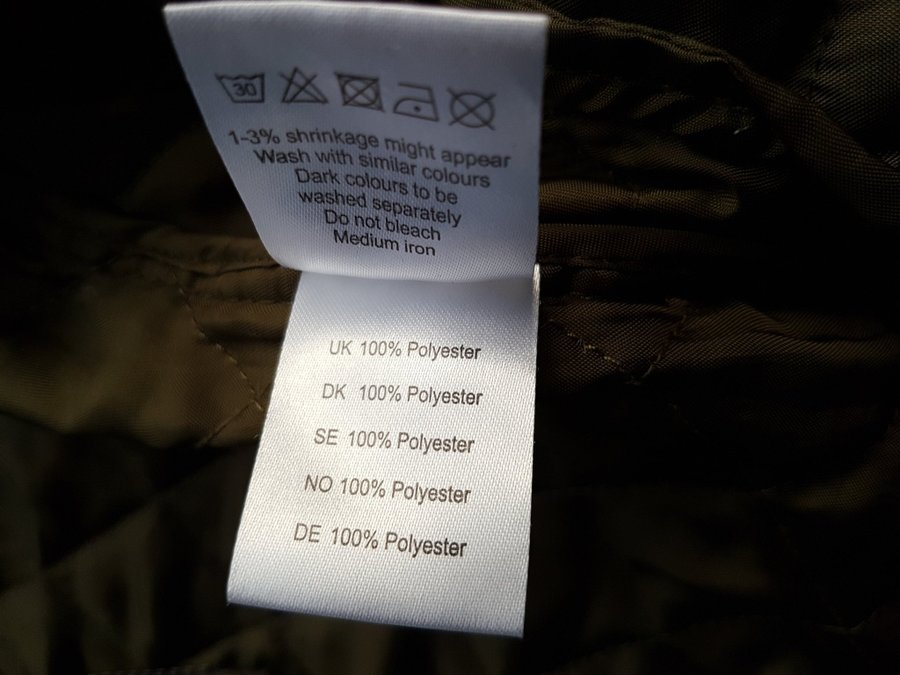 30
1-3% shrinkage might appear
Wash with similar colours
Dark colours to be
washed separately
Do not bleach
Medium iron
UK 100% Polyester
DK 100% Polyester
SE 100% Polyester
NO 100% Polyester
DE 100% Polyester